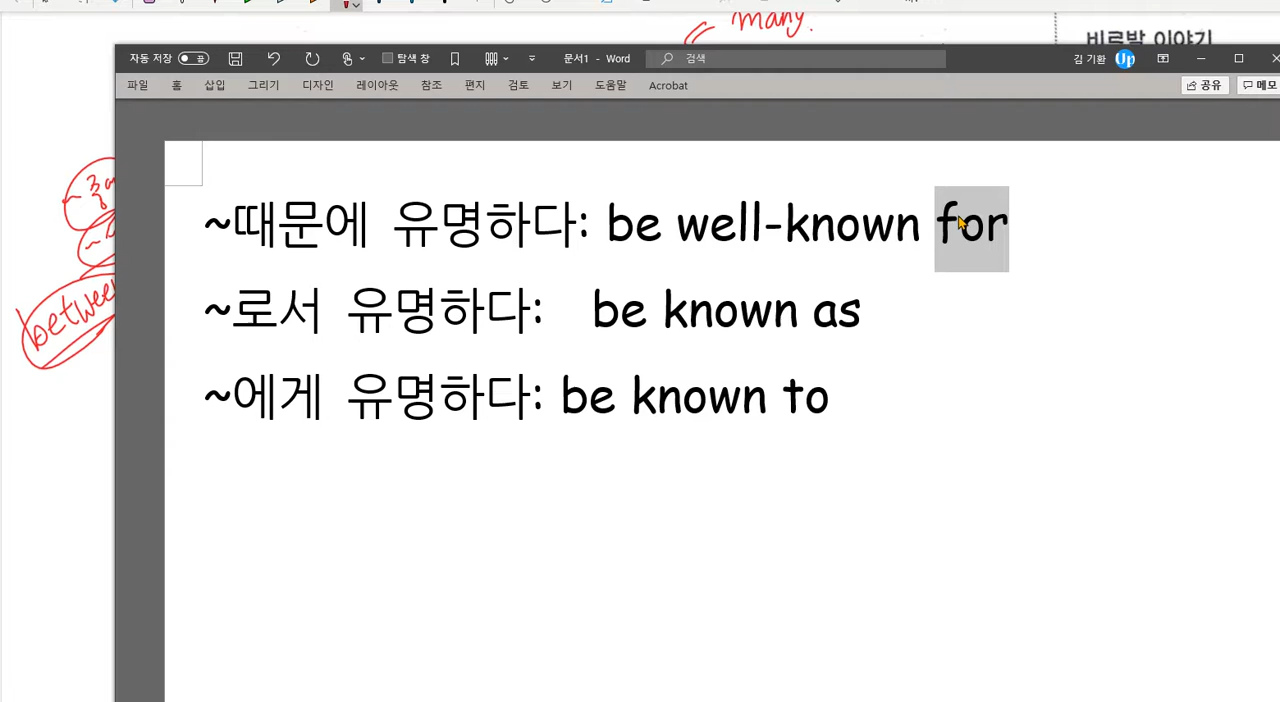 many.
비루발 이야기
자동 저장 끔 탐색 창 문서1 - Word 검색 김 기환 Up
파일 홈 삽입 그리기 디자인 레이아웃 참조 편지 검토 보기 도움말 Acrobat 공유 메모
~때문에 유명하다: be well-known for
~로서 유명하다: be known as
~에게 유명하다: be known to
between